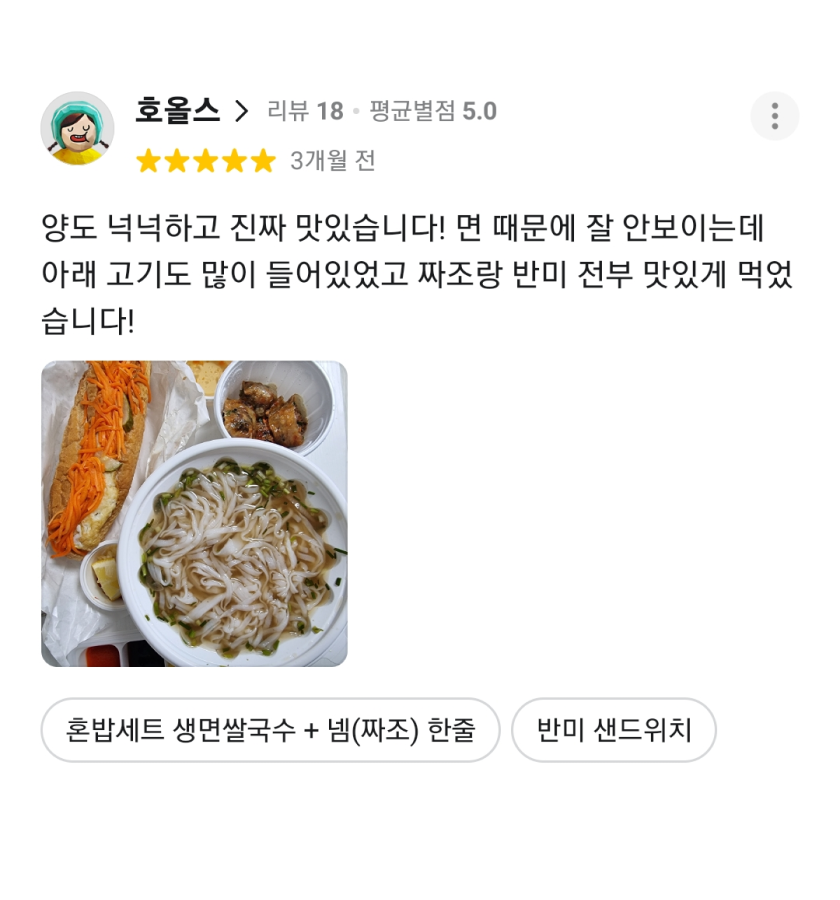 호올스 > 리뷰 18 • 평균별점 5.0
3개월 전
양도 넉넉하고 진짜 맛있습니다! 면 때문에 잘 안보이는데
아래 고기도 많이 들어있었고 짜조랑 반미 전부 맛있게 먹었
습니다!
혼밥세트 생면쌀국수 + 넴(짜조) 한줄
반미 샌드위치